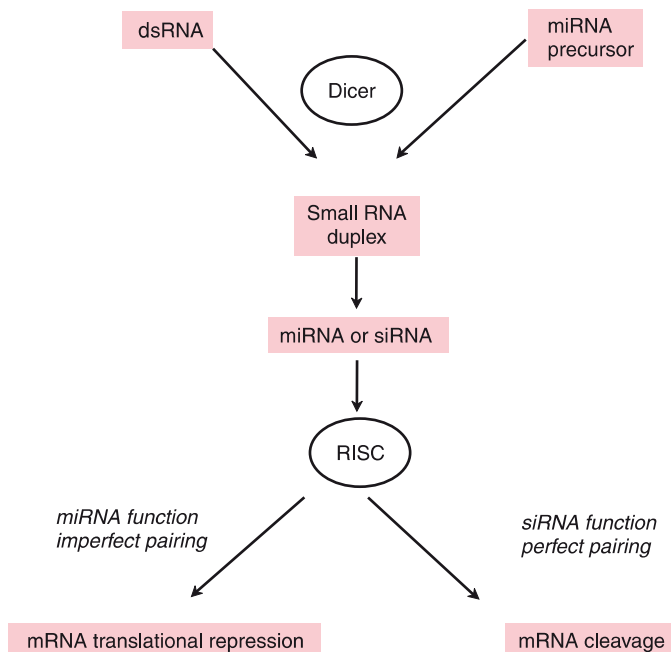 dsRNA
miRNA
precursor
Dicer
Small RNA
duplex
miRNA or siRNA
RISC
miRNA function
imperfect pairing
siRNA function
perfect pairing
mRNA translational repression
mRNA cleavage